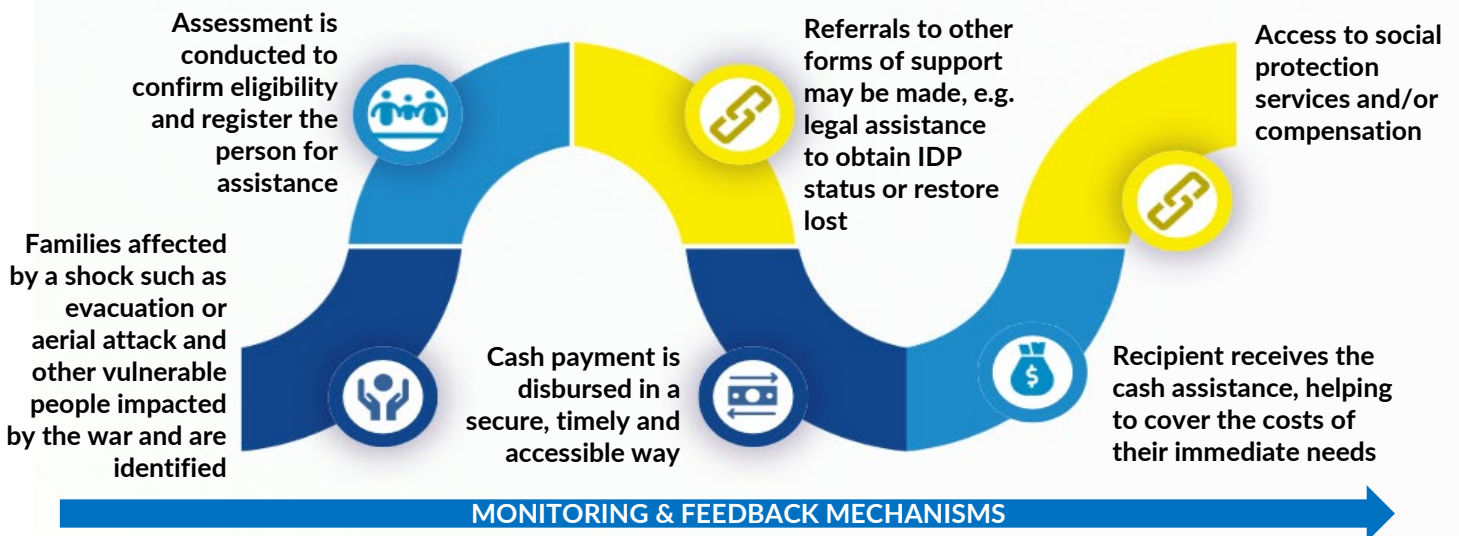 Families affected
by a shock such as
evacuation or
aerial attack and
other vulnerable
people impacted
by the war and are
identified
Assessment is
conducted to
confirm eligibility
and register the
person for
assistance
Referrals to other
forms of support
may be made, e.g.
legal assistance
to obtain IDP
status or restore
lost
Cash payment is
disbursed in a
secure, timely and
accessible way
Recipient receives the
cash assistance, helping
to cover the costs of
their immediate needs
Access to social
protection
services and/or
compensation
$
MONITORING & FEEDBACK MECHANISMS